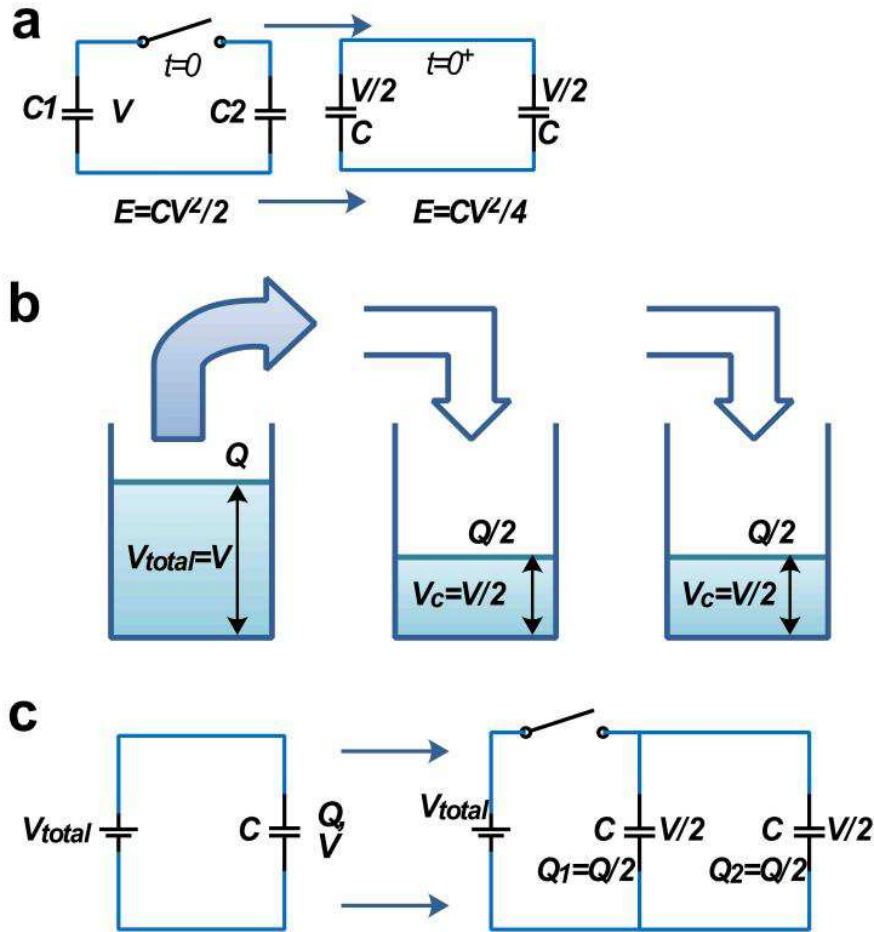 a
t=0
t=0⁺
C1
V
C2
V/2
C
V/2
C
E=CV²/2
E=CV²/4
b
Q
Vtotal=V
Q/2
Vc=V/2
Q/2
Vc=V/2
c
Vtotal
C
Q,
V
Vtotal
C
V/2
Q1=Q/2
C
V/2
Q2=Q/2